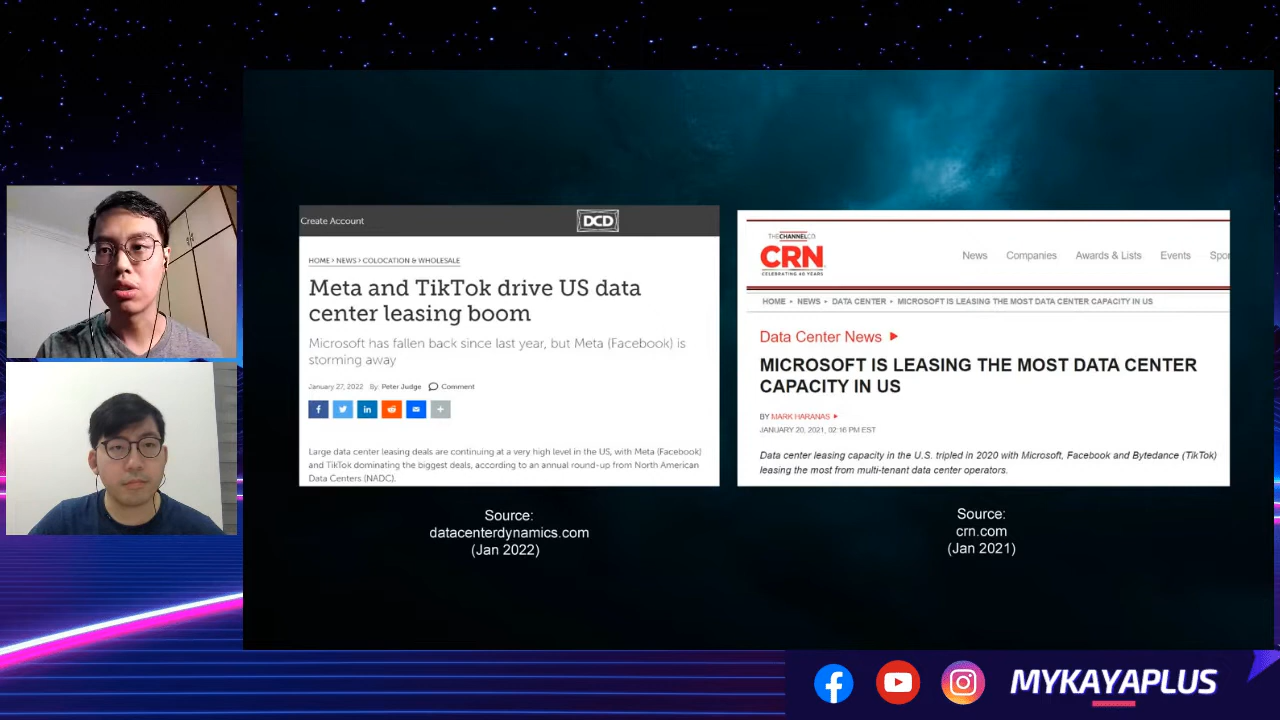 Create Account
DCD
HOME > NEWS > COLOCATION & WHOLESALE
Meta and TikTok drive US data
center leasing boom
Microsoft has fallen back since last year, but Meta (Facebook) is
storming away
January 27, 2022 By: Peter Judge Comment
Large data center leasing deals are continuing at a very high level in the US, with Meta (Facebook)
and TikTok dominating the biggest deals, according to an annual round-up from North American
Data Centers (NADC).
Source:
datacenterdynamics.com
(Jan 2022)
THE CHANNEL CO.
CRN
CELEBRATING 40 YEARS
News Companies Awards & Lists Events Spor
HOME • NEWS • DATA CENTER • MICROSOFT IS LEASING THE MOST DATA CENTER CAPACITY IN US
Data Center News
MICROSOFT IS LEASING THE MOST DATA CENTER
CAPACITY IN US
BY MARK HARANAS
JANUARY 20, 2021, 02:16 PM EST
Data center leasing capacity in the U.S. tripled in 2020 with Microsoft, Facebook and Bytedance (TikTok)
leasing the most from multi-tenant data center operators.
Source:
crn.com
(Jan 2021)
MYKAYAPLUS